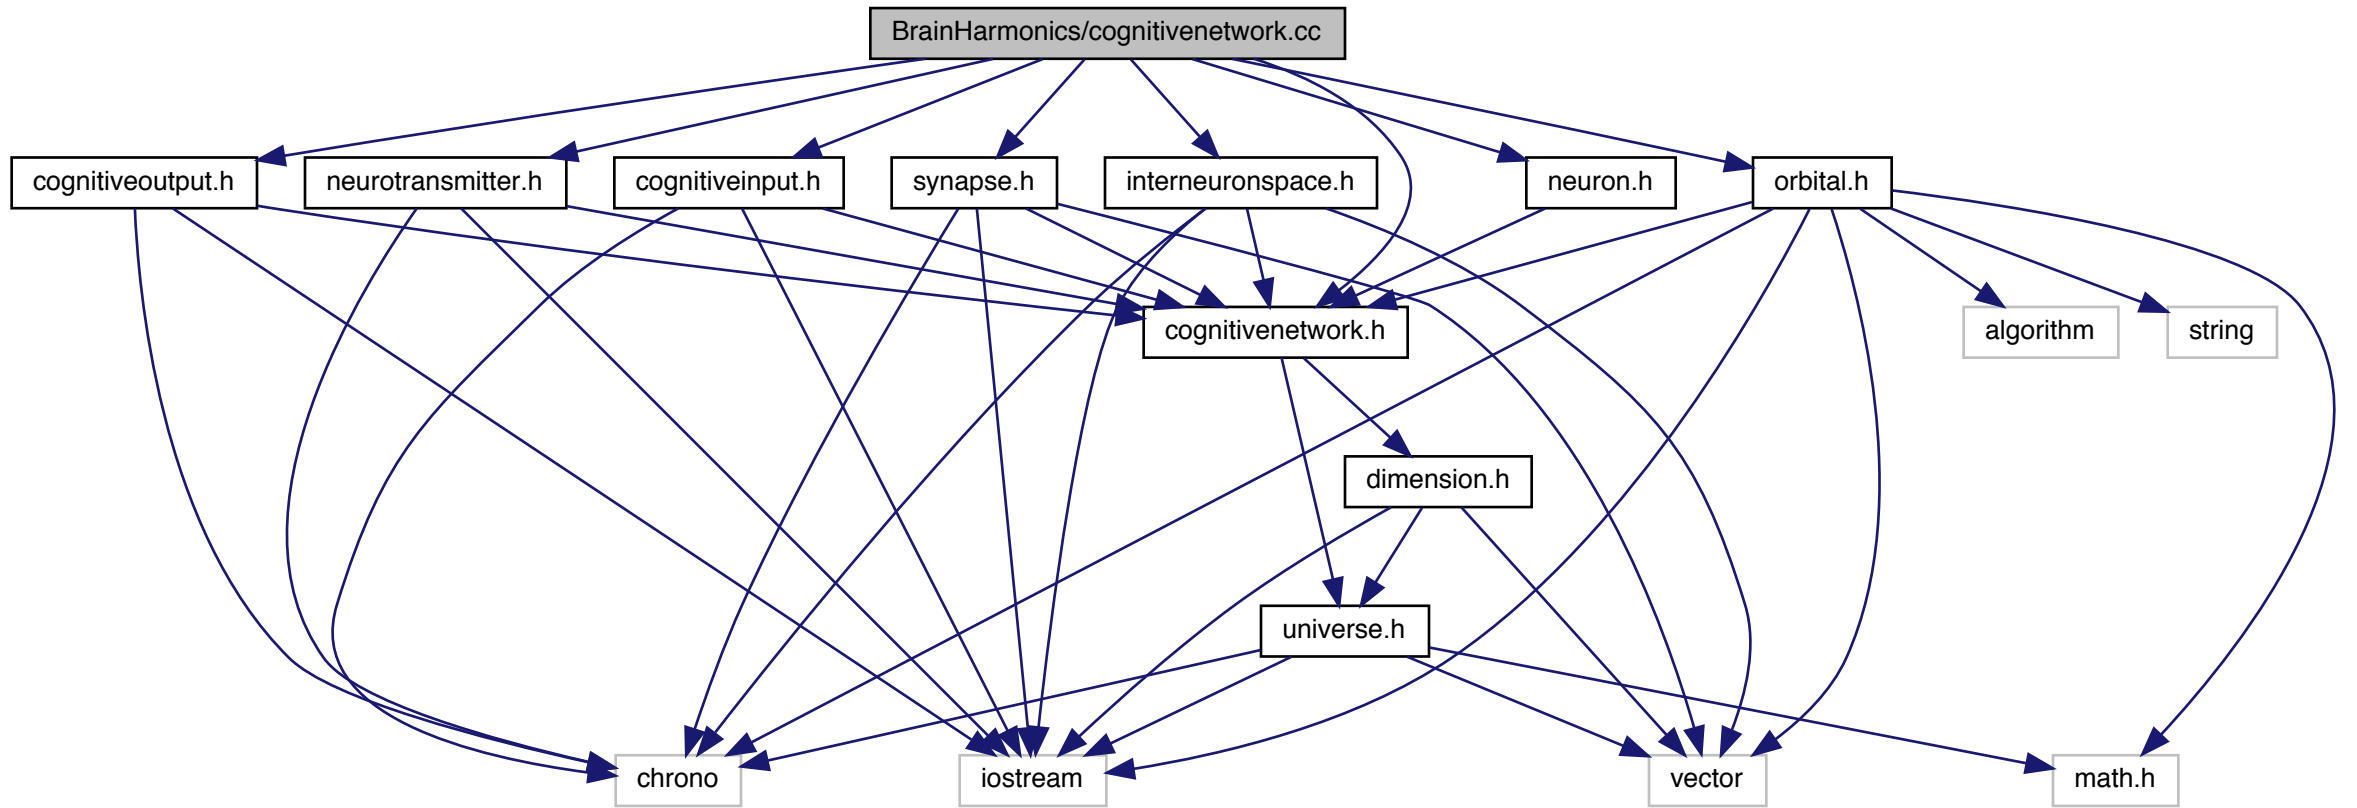 BrainHarmonics/cognitivenetwork.cc
cognitiveoutput.h
neurotransmitter.h
cognitiveinput.h
synapse.h
interneuronspace.h
neuron.h
orbital.h
cognitivenetwork.h
algorithm
string
dimension.h
universe.h
chrono
iostream
vector
math.h